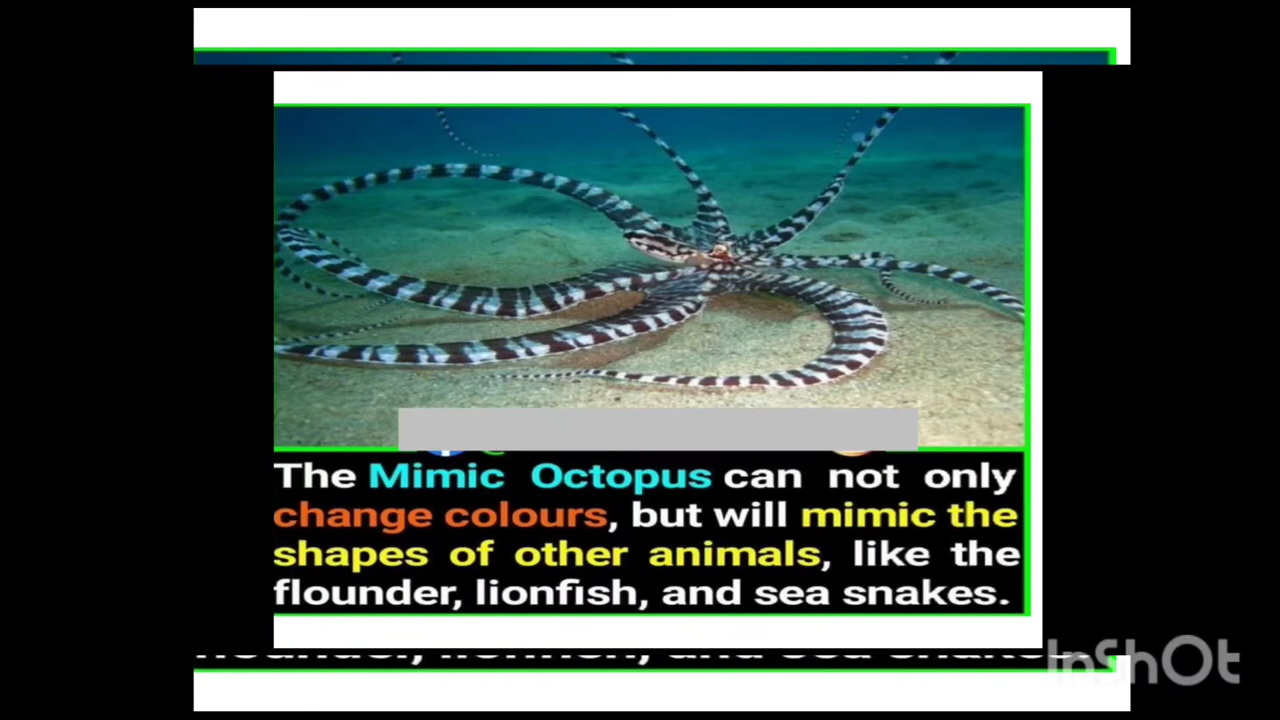 The Mimic Octopus can not only
change colours, but will mimic the
shapes of other animals, like the
flounder, lionfish, and sea snakes.
InShOt